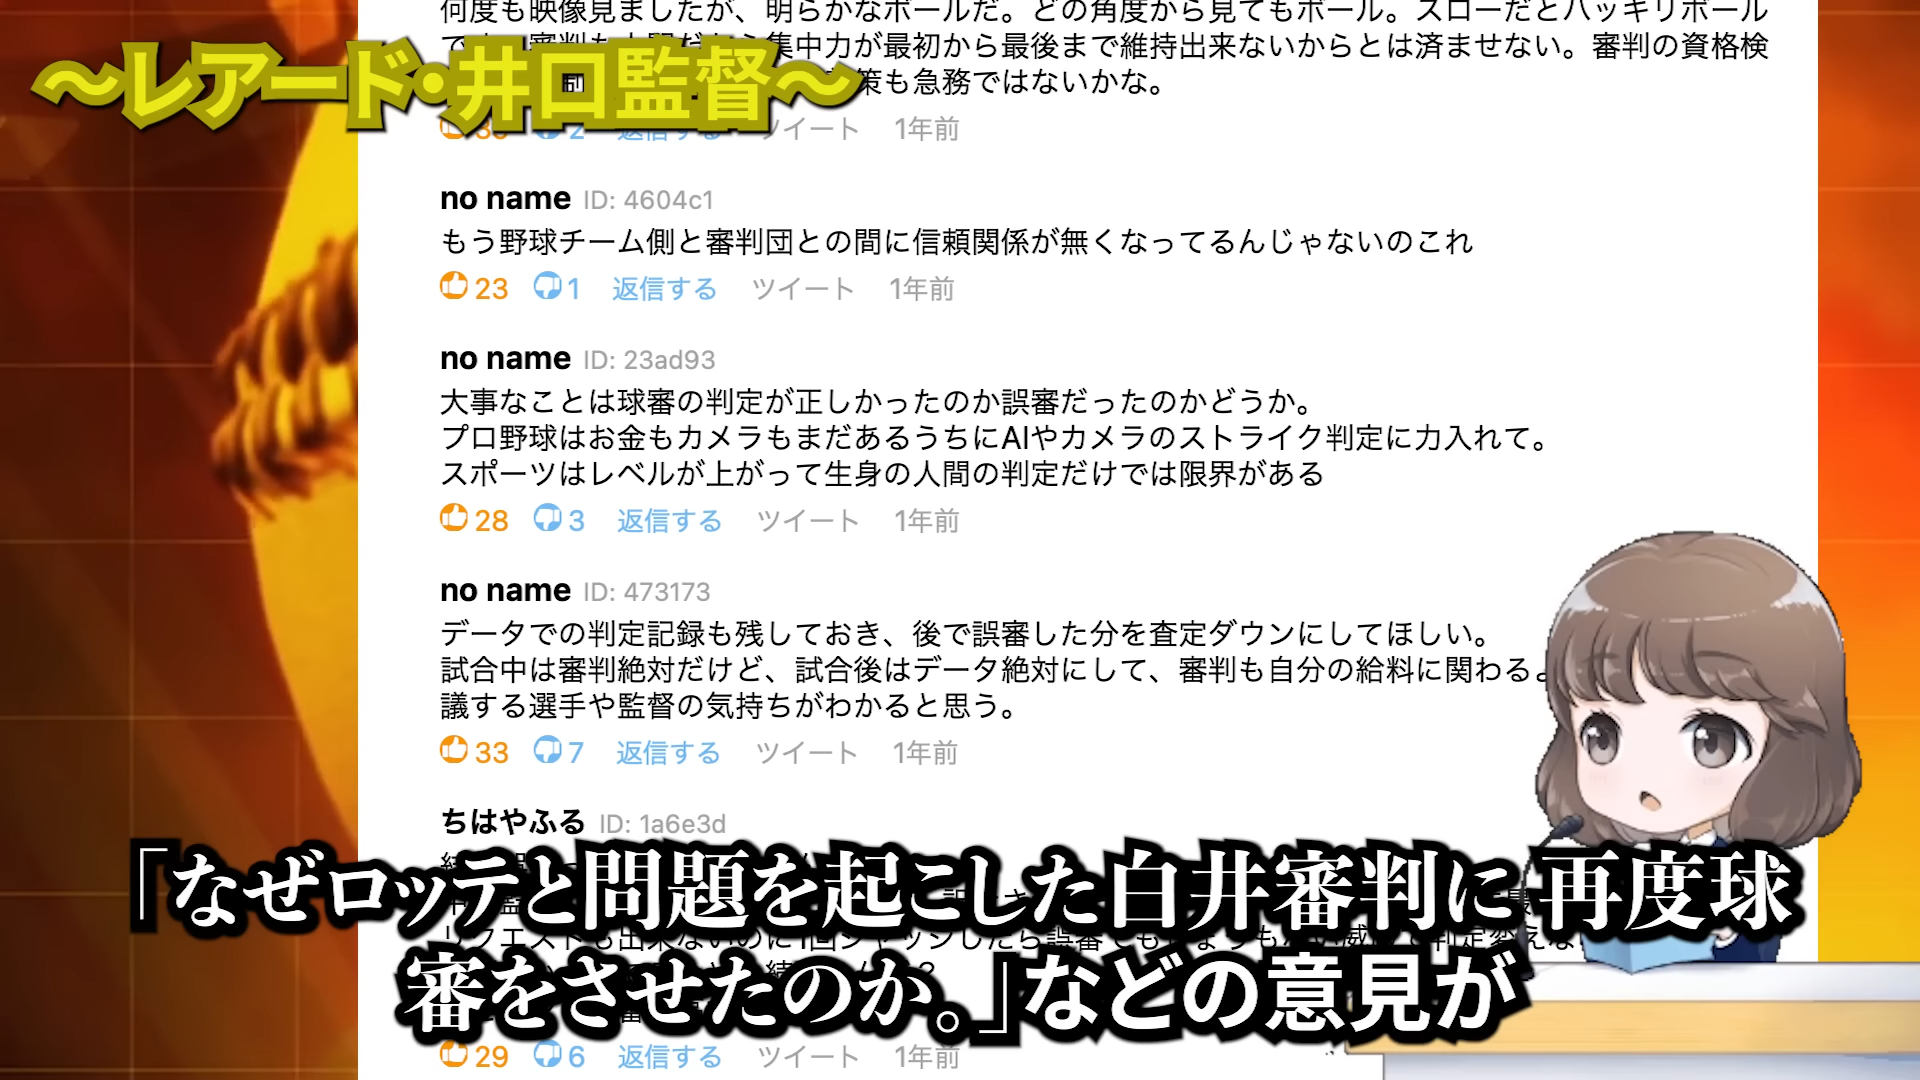 何度も映像見ましたが、明らかなボールだ。どの角度から見てもボール。スローだとハッキリボール
集中力が最初から最後まで維持出来ないからとは済ませない。審判の資格検
策も急務ではないかな。
〜レアード・井口監督〜
2 返信する ツイート 1年前
no name ID: 4604c1
もう野球チーム側と審判団との間に信頼関係が無くなってるんじゃないのこれ
23 1 返信する ツイート 1年前
no name ID: 23ad93
大事なことは球審の判定が正しかったのか誤審だったのかどうか。
プロ野球はお金もカメラもまだあるうちにAIやカメラのストライク判定に力入れて。
スポーツはレベルが上がって生身の人間の判定だけでは限界がある
28 3 返信する ツイート 1年前
no name ID: 473173
データでの判定記録も残しておき、後で誤審した分を査定ダウンにしてほしい。
試合中は審判絶対だけど、試合後はデータ絶対にして、審判も自分の給料に関わる
議する選手や監督の気持ちがわかると思う。
33 7 返信する ツイート 1年前
ちはやふる ID: 1a6e3d
「なぜロッテと問題を起こした白井審判に 再度球
審をさせたのか。」などの意見が
29 6 返信する ツイート 1年前